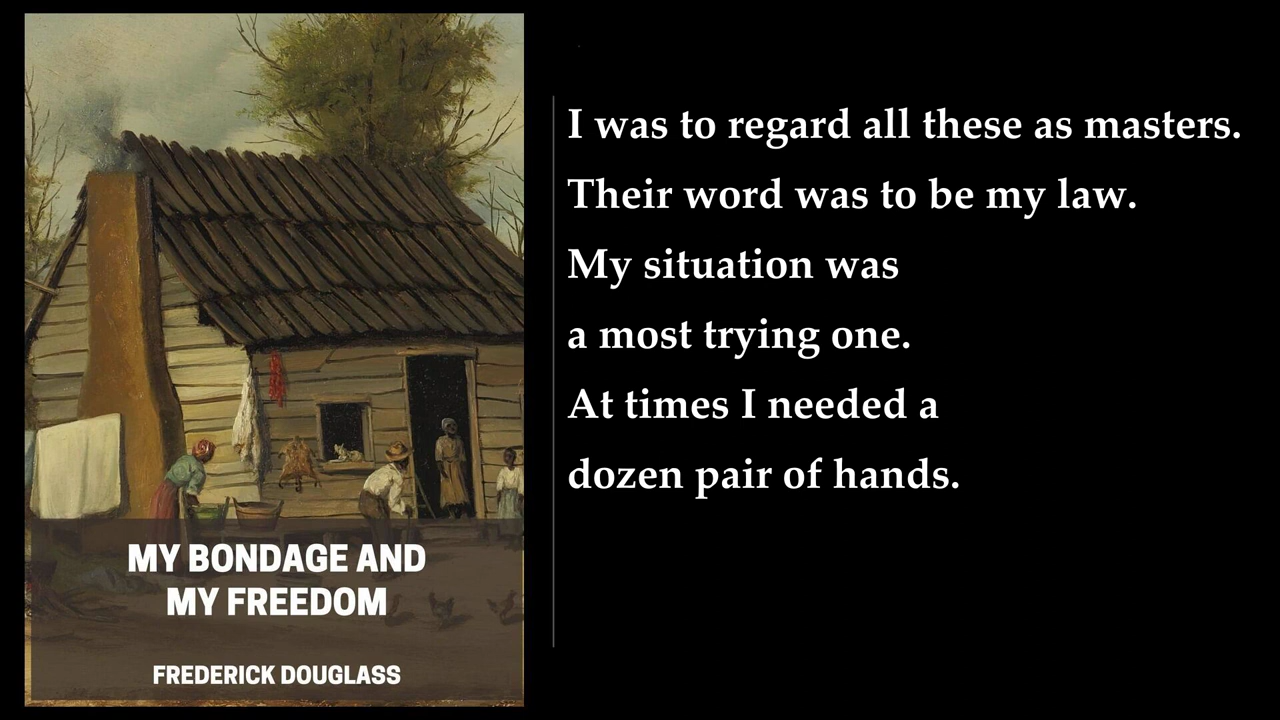 MY BONDAGE AND
MY FREEDOM
FREDERICK DOUGLASS
I was to regard all these as masters.
Their word was to be my law.
My situation was
a most trying one.
At times I needed a
dozen pair of hands.